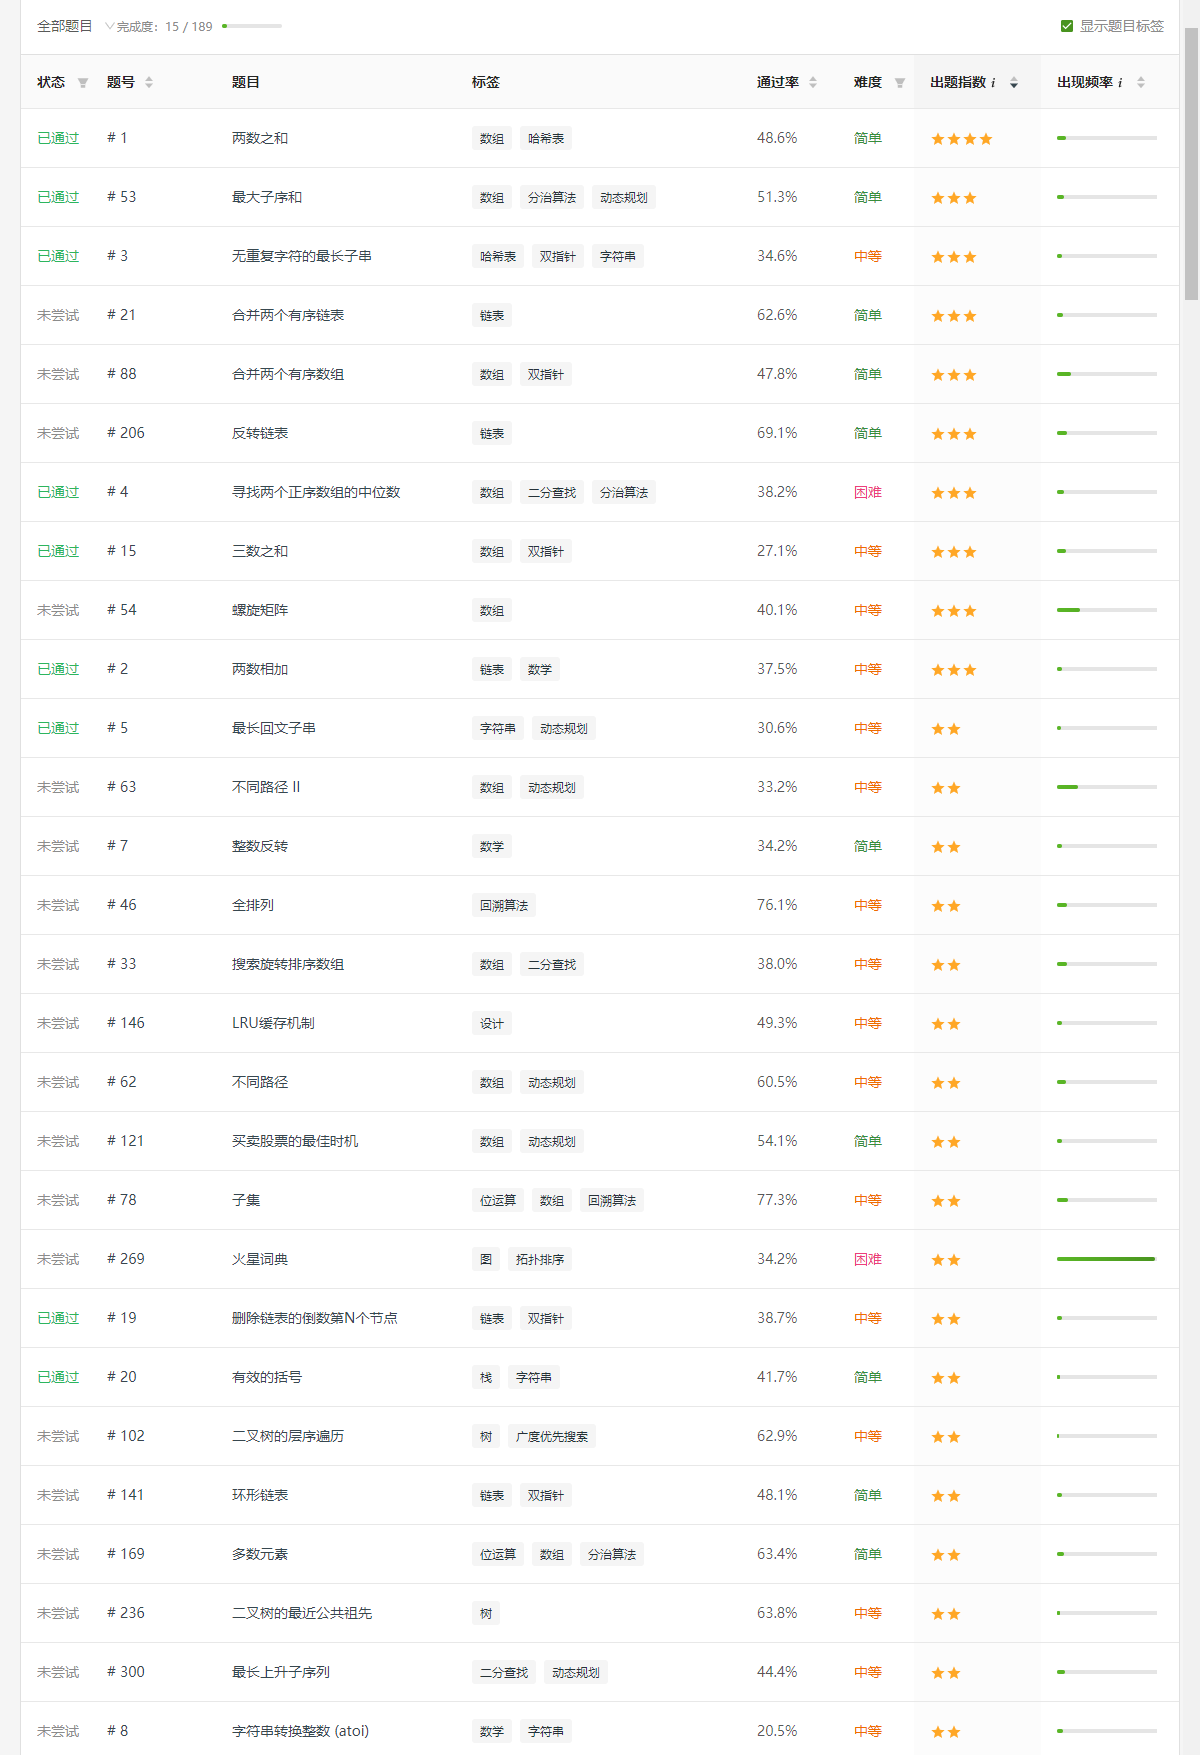 全部题目 完成度：15 / 189 显示题目标签
状态 题号 题目 标签 通过率 难度 出题指数 i 出现频率 i
已通过 # 1 两数之和 数组 哈希表 48.6% 简单
已通过 # 53 最大子序和 数组 分治算法 动态规划 51.3% 简单
已通过 # 3 无重复字符的最长子串 哈希表 双指针 字符串 34.6% 中等
未尝试 # 21 合并两个有序链表 链表 62.6% 简单
未尝试 # 88 合并两个有序数组 数组 双指针 47.8% 简单
未尝试 # 206 反转链表 链表 69.1% 简单
已通过 # 4 寻找两个正序数组的中位数 数组 二分查找 分治算法 38.2% 困难
已通过 # 15 三数之和 数组 双指针 27.1% 中等
未尝试 # 54 螺旋矩阵 数组 40.1% 中等
已通过 # 2 两数相加 链表 数学 37.5% 中等
已通过 # 5 最长回文子串 字符串 动态规划 30.6% 中等
未尝试 # 63 不同路径 II 数组 动态规划 33.2% 中等
未尝试 # 7 整数反转 数学 34.2% 简单
未尝试 # 46 全排列 回溯算法 76.1% 中等
未尝试 # 33 搜索旋转排序数组 数组 二分查找 38.0% 中等
未尝试 # 146 LRU缓存机制 设计 49.3% 中等
未尝试 # 62 不同路径 数组 动态规划 60.5% 中等
未尝试 # 121 买卖股票的最佳时机 数组 动态规划 54.1% 简单
未尝试 # 78 子集 位运算 数组 回溯算法 77.3% 中等
未尝试 # 269 火星词典 图 拓扑排序 34.2% 困难
已通过 # 19 删除链表的倒数第N个节点 链表 双指针 38.7% 中等
已通过 # 20 有效的括号 栈 字符串 41.7% 简单
未尝试 # 102 二叉树的层序遍历 树 广度优先搜索 62.9% 中等
未尝试 # 141 环形链表 链表 双指针 48.1% 简单
未尝试 # 169 多数元素 位运算 数组 分治算法 63.4% 简单
未尝试 # 236 二叉树的最近公共祖先 树 63.8% 中等
未尝试 # 300 最长上升子序列 二分查找 动态规划 44.4% 中等
未尝试 # 8 字符串转换整数 (atoi) 数学 字符串 20.5% 中等